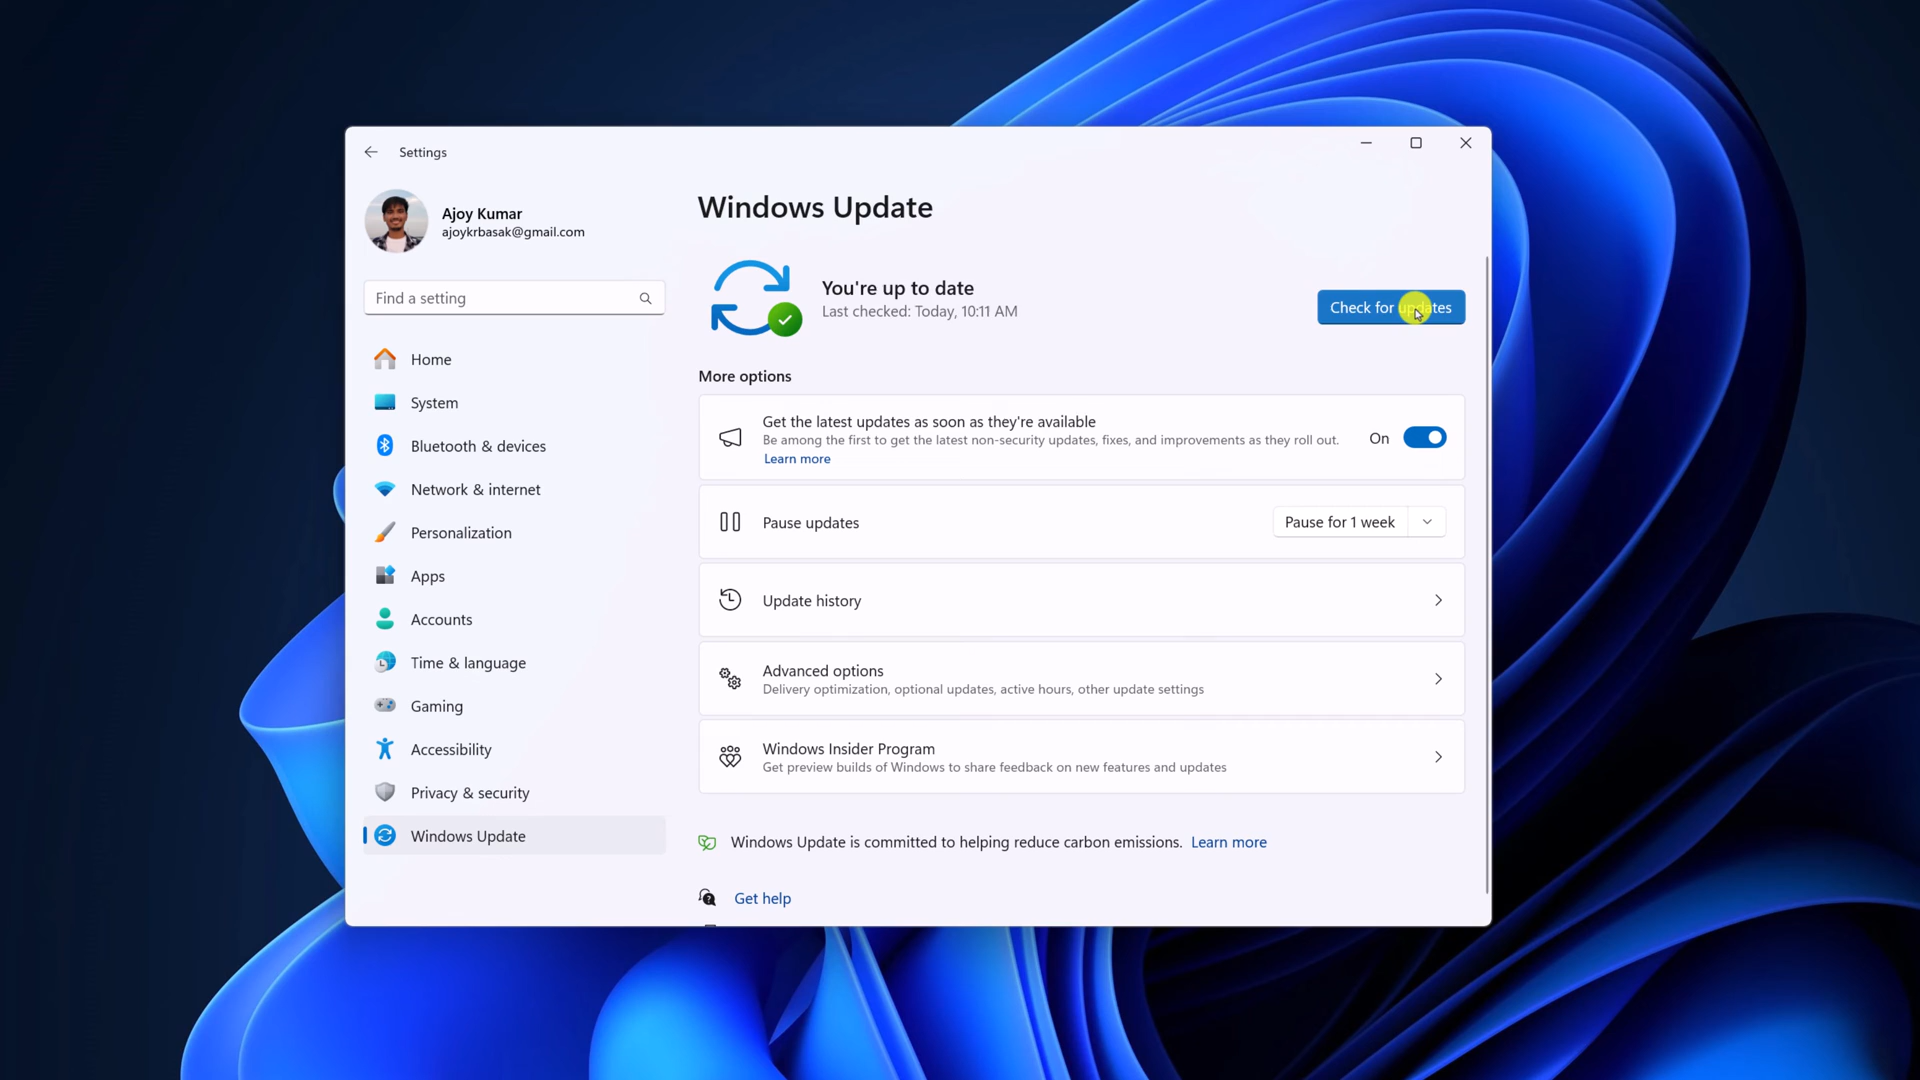 Settings
Ajoy Kumar
ajoykrbasak@gmail.com
Find a setting
Home
System
Bluetooth & devices
Network & internet
Personalization
Apps
Accounts
Time & language
Gaming
Accessibility
Privacy & security
Windows Update
Windows Update
You're up to date
Last checked: Today, 10:11 AM
Check for updates
More options
Get the latest updates as soon as they're available
Be among the first to get the latest non-security updates, fixes, and improvements as they roll out.
Learn more
On
Pause updates
Pause for 1 week
Update history
Advanced options
Delivery optimization, optional updates, active hours, other update settings
Windows Insider Program
Get preview builds of Windows to share feedback on new features and updates
Windows Update is committed to helping reduce carbon emissions. Learn more
Get help